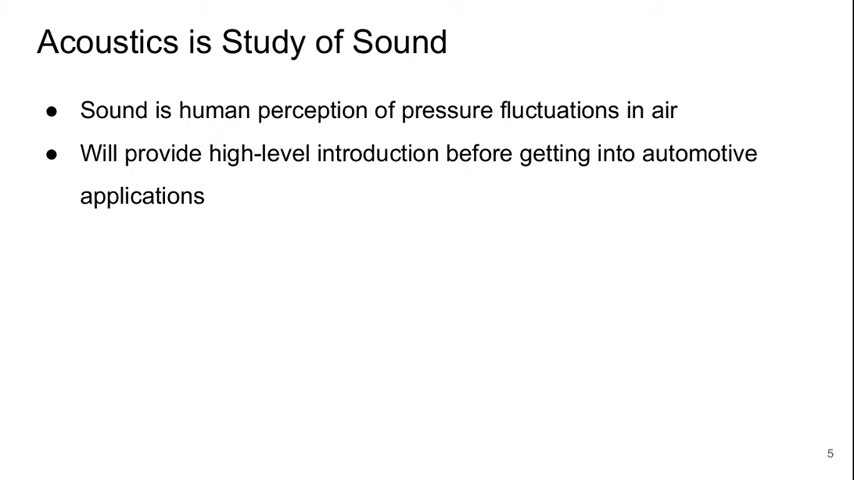 Acoustics is Study of Sound
● Sound is human perception of pressure fluctuations in air
● Will provide high-level introduction before getting into automotive
applications
5